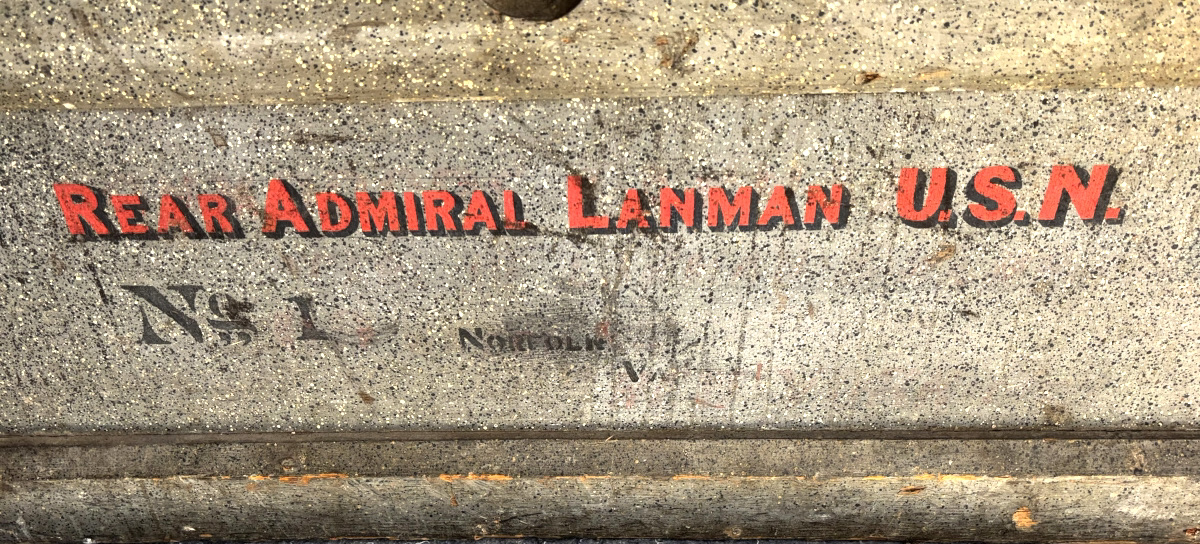 REAR ADMIRAL LANMAN U.S.N.
No. 1
NORFOLK
V